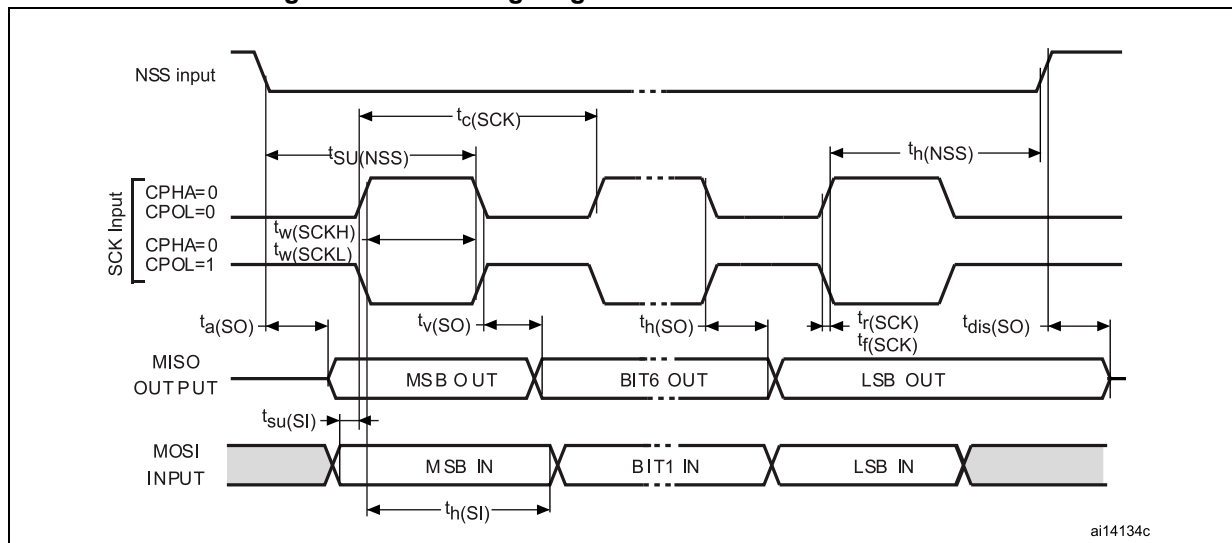 NSS input
tc(SCK)
tSU(NSS)
th(NSS)
SCK Input
CPHA=0
CPOL=0
tw(SCKH)
CPHA=0
tw(SCKL)
CPOL=1
ta(SO)
tv(SO)
th(SO)
tr(SCK)
tf(SCK)
tdis(SO)
MISO
OUTPUT
MSB OUT
BIT6 OUT
LSB OUT
tsu(SI)
MOSI
INPUT
MSB IN
BIT1 IN
LSB IN
th(SI)
ai14134c